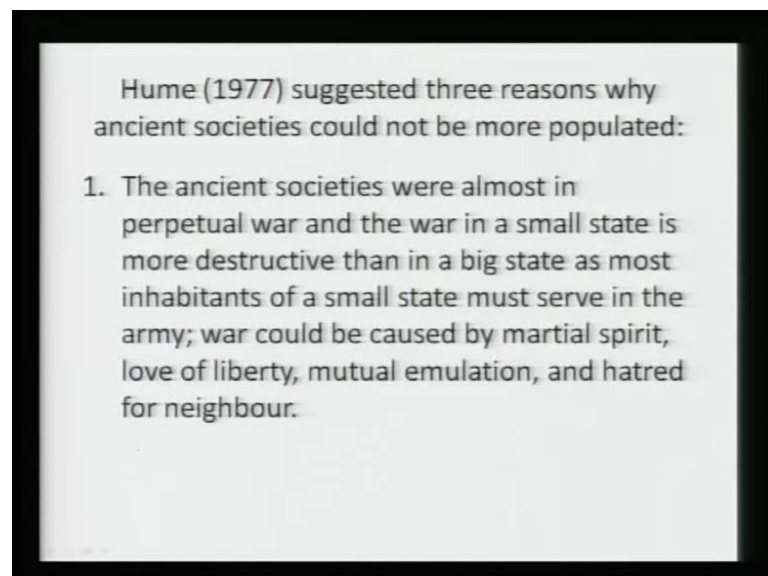 Hume (1977) suggested three reasons why
ancient societies could not be more populated:
1. The ancient societies were almost in
perpetual war and the war in a small state is
more destructive than in a big state as most
inhabitants of a small state must serve in the
army; war could be caused by martial spirit,
love of liberty, mutual emulation, and hatred
for neighbour.